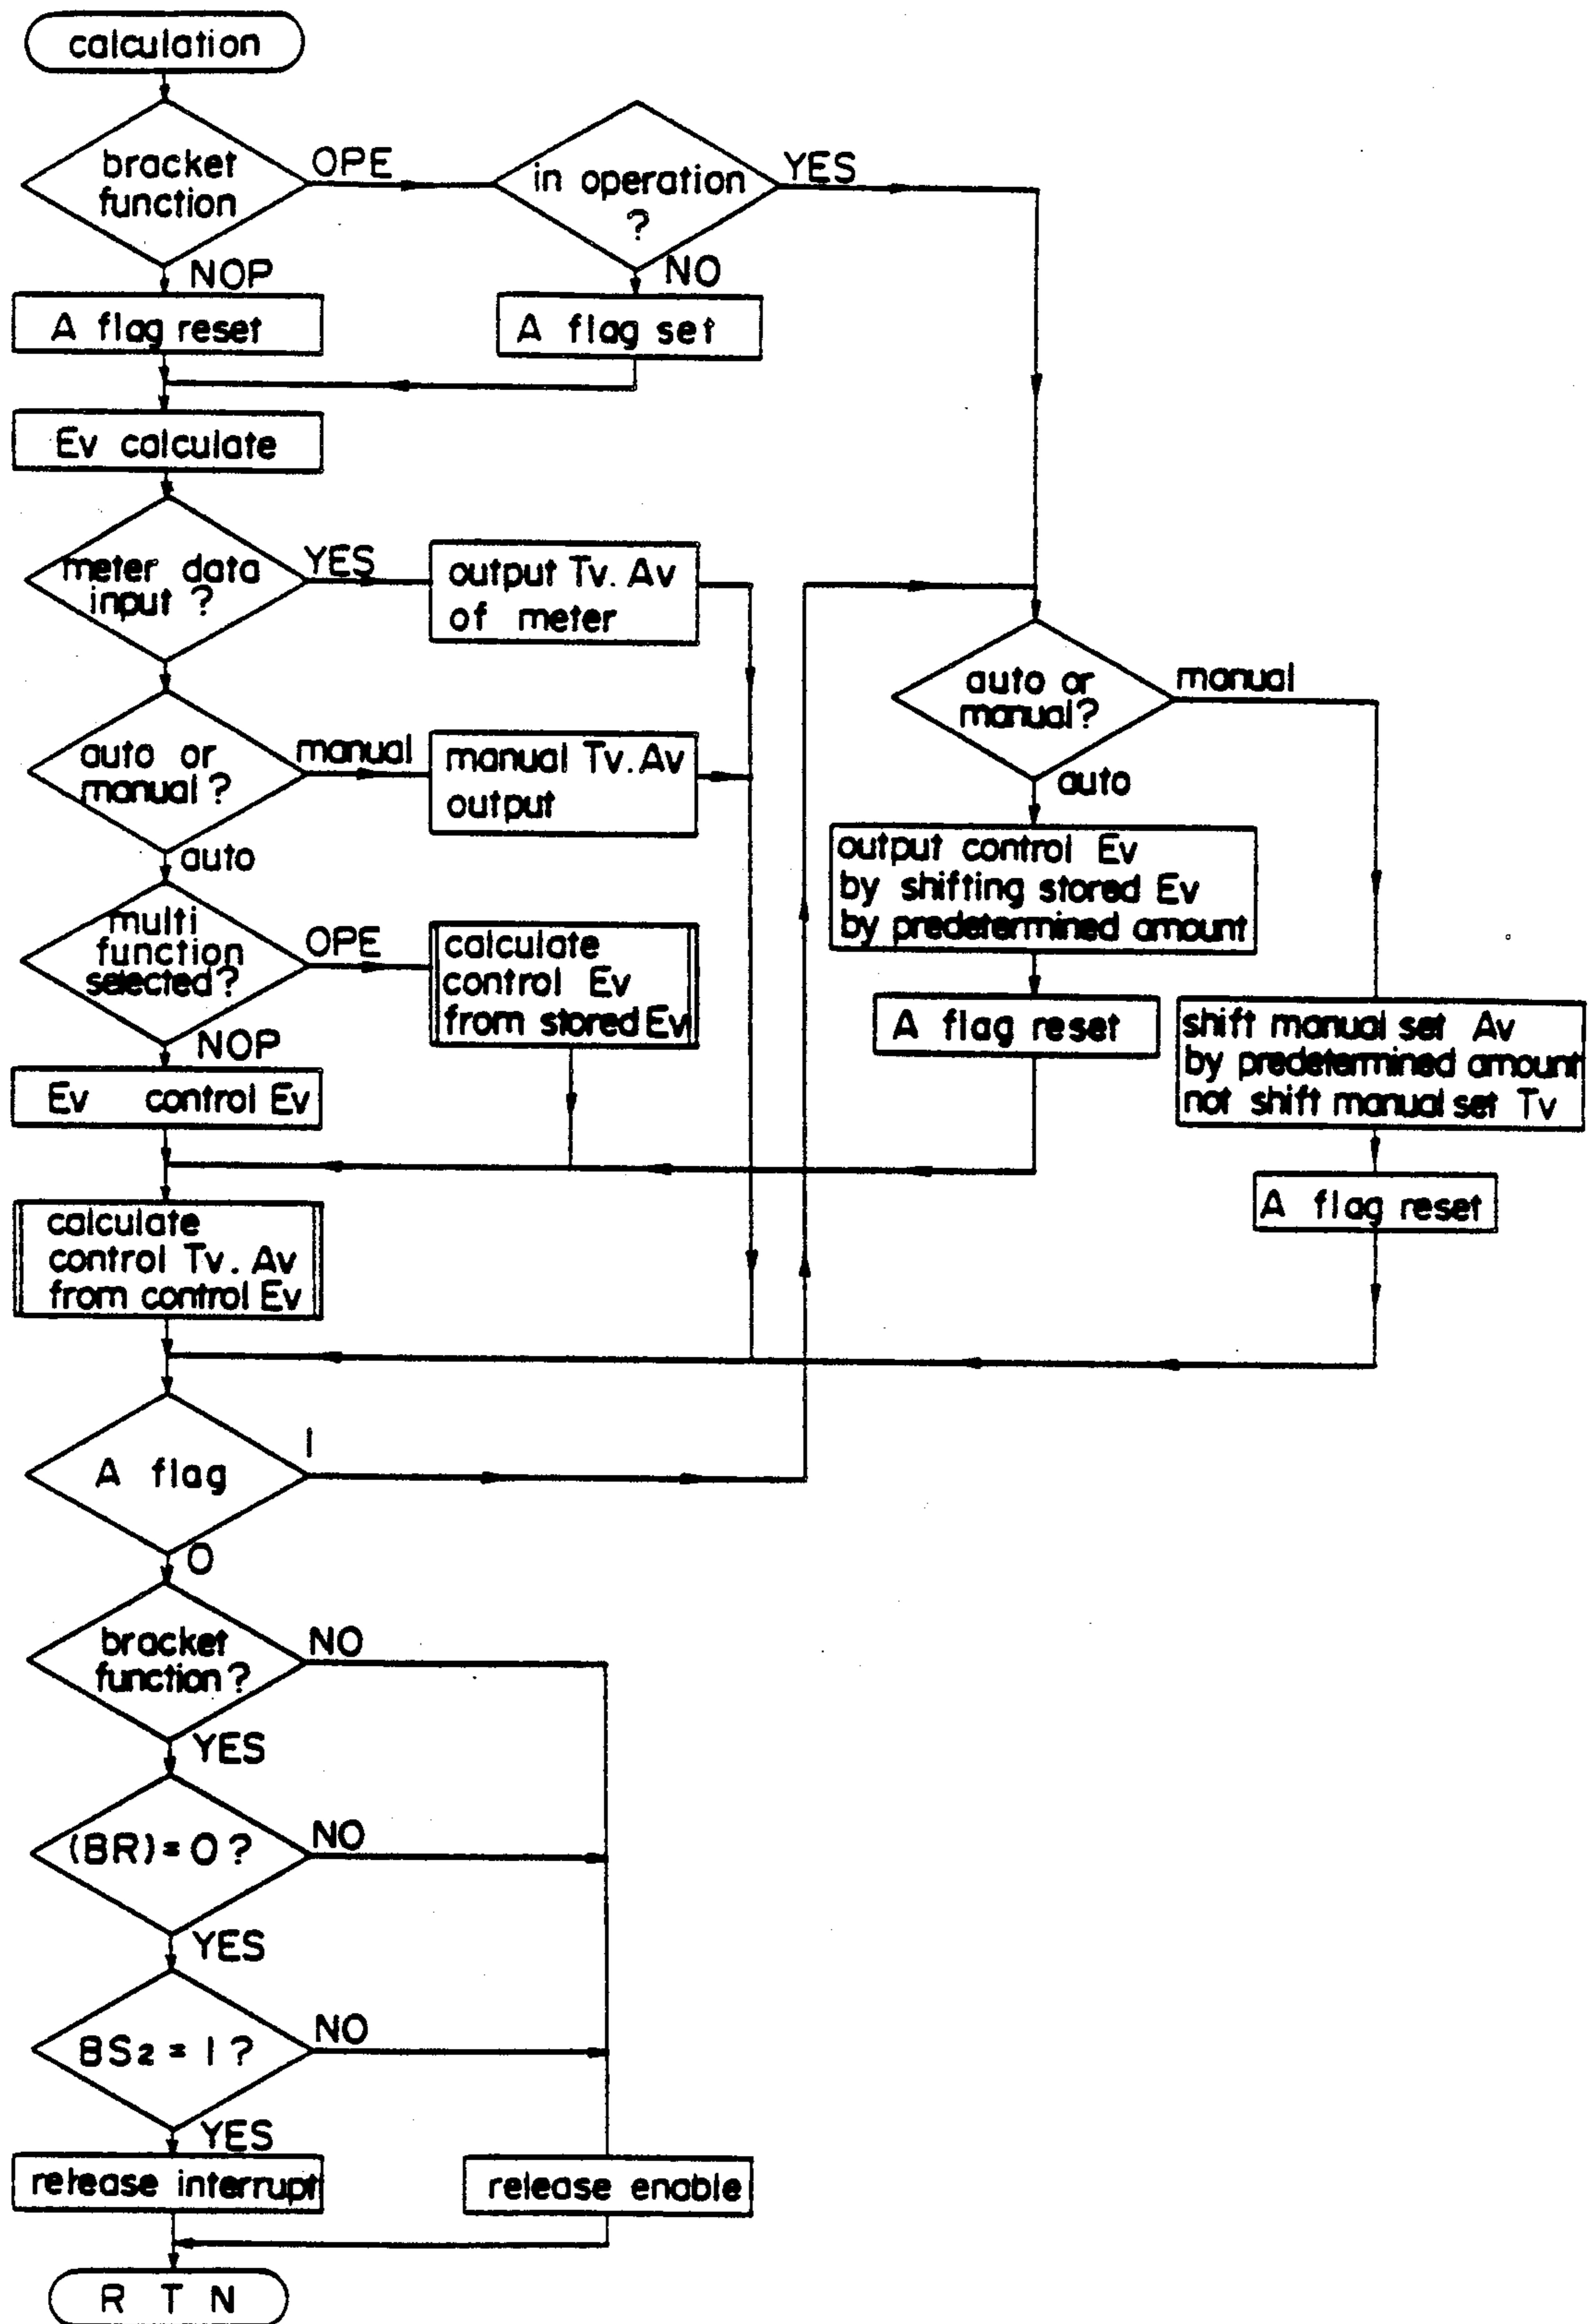 calculation
bracket
function
OPE
in operation
?
YES
NOP
NO
A flag reset
A flag set
Ev calculate
meter data
input ?
YES
output Tv. Av
of meter
auto or
manual ?
manual
manual Tv. Av
output
auto or
manual?
manual
auto
auto
output control Ev
by shifting stored Ev
by predetermined amount
multi
function
selected?
OPE
calculate
control Ev
from stored Ev
NOP
A flag reset
shift manual set Av
by predetermined amount
not shift manual set Tv
Ev control Ev
A flag reset
calculate
control Tv. Av
from control Ev
A flag
1
0
bracket
function?
NO
YES
(BR)=0?
NO
YES
BS2 = 1 ?
NO
YES
release interrupt
release enable
R T N